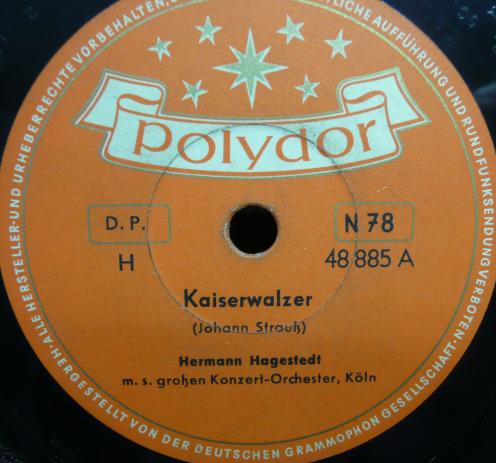 ALLE HERSTELLER-UND URHEBERRECHTE VORBEHALTEN.
LICHE AUFFÜHRUNG UND RUNDFUNKSENDUNG VERBOTEN
polydor
D. P.
N 78
H
48 885 A
Kaiserwalzer
(Johann Strauß)
Hermann Hagestedt
m. s. großen Konzert-Orchester, Köln
HERGESTELLT VON DER DEUTSCHEN GRAMMOPHON GESELLSCHAFT